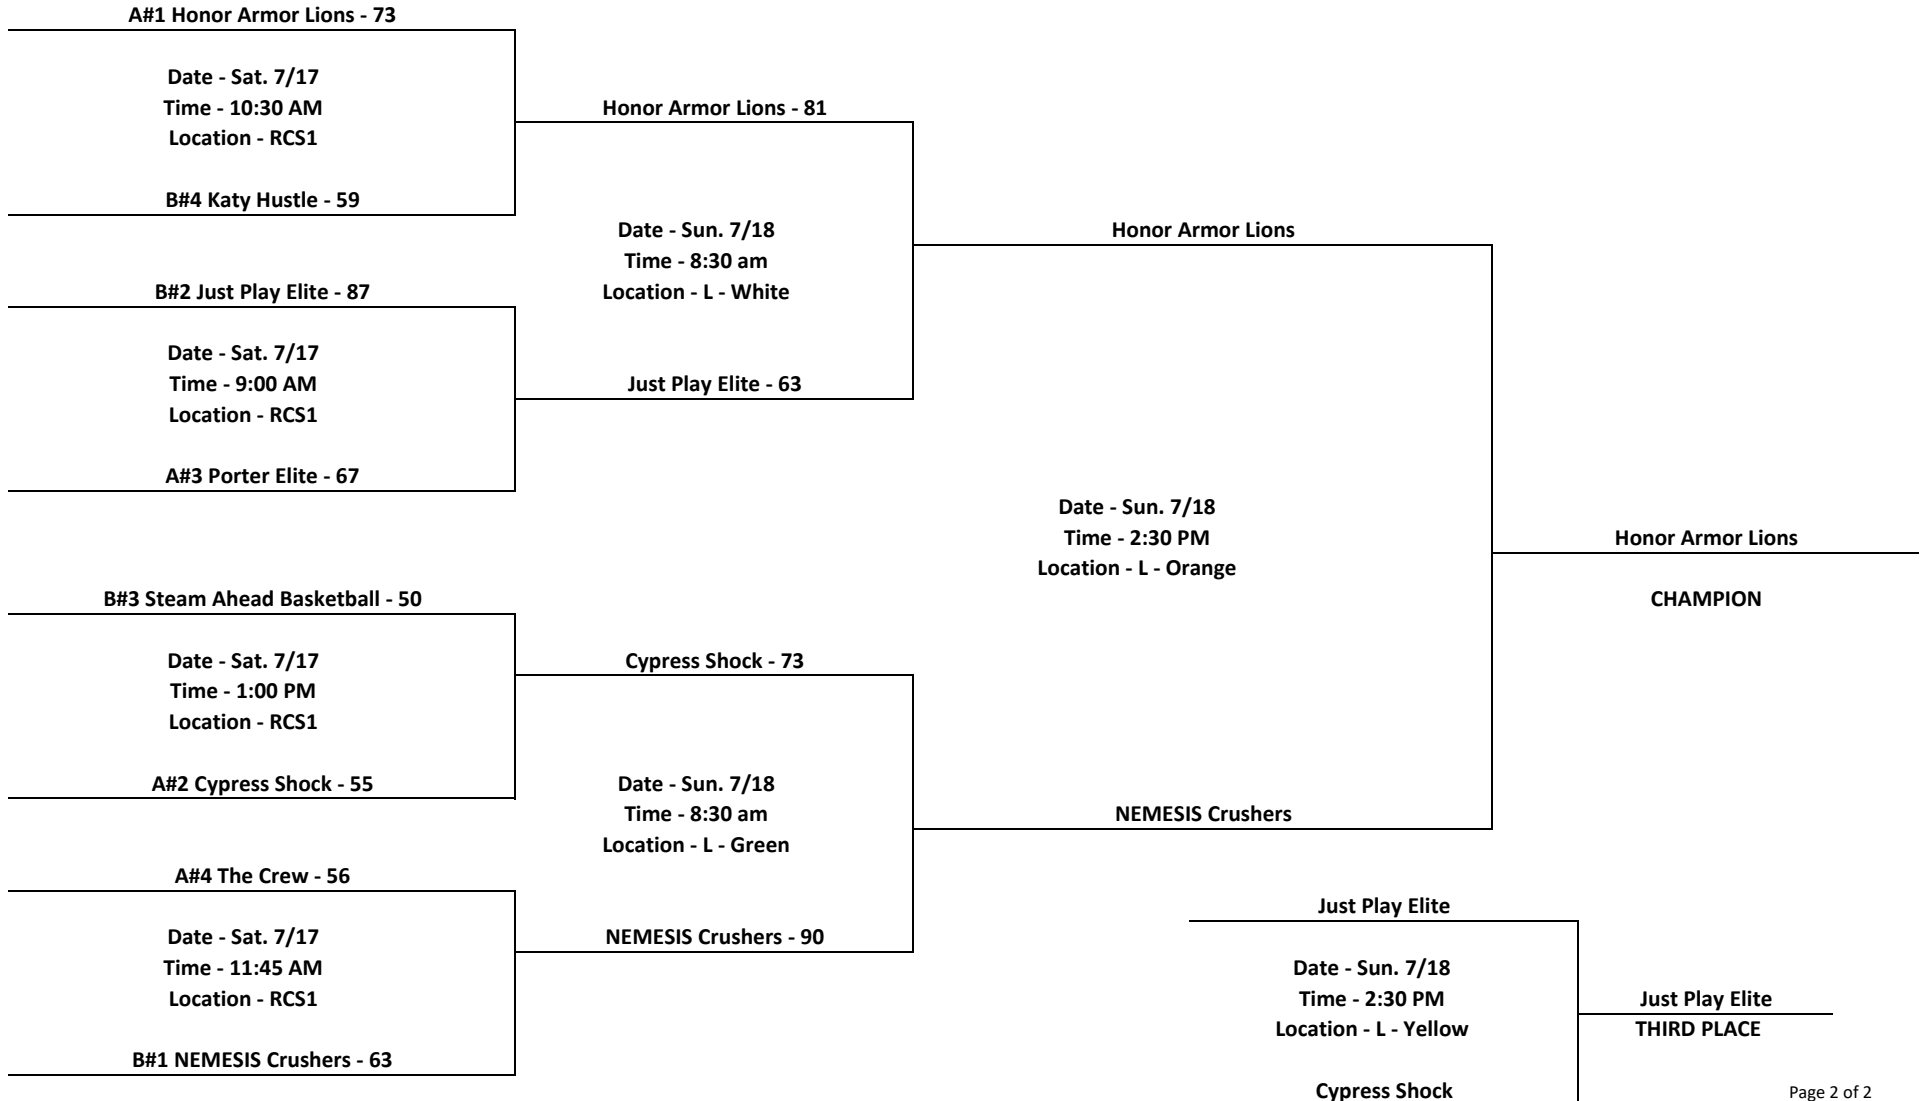 A#1 Honor Armor Lions - 73
Date - Sat. 7/17
Time - 10:30 AM
Location - RCS1
B#4 Katy Hustle - 59
B#2 Just Play Elite - 87
Date - Sat. 7/17
Time - 9:00 AM
Location - RCS1
A#3 Porter Elite - 67
B#3 Steam Ahead Basketball - 50
Date - Sat. 7/17
Time - 1:00 PM
Location - RCS1
A#2 Cypress Shock - 55
A#4 The Crew - 56
Date - Sat. 7/17
Time - 11:45 AM
Location - RCS1
B#1 NEMESIS Crushers - 63
Honor Armor Lions - 81
Date - Sun. 7/18
Time - 8:30 am
Location - L - White
Just Play Elite - 63
Cypress Shock - 73
Date - Sun. 7/18
Time - 8:30 am
Location - L - Green
NEMESIS Crushers - 90
Honor Armor Lions
Date - Sun. 7/18
Time - 2:30 PM
Location - L - Orange
NEMESIS Crushers
Honor Armor Lions
CHAMPION
Just Play Elite
Date - Sun. 7/18
Time - 2:30 PM
Location - L - Yellow
Cypress Shock
Just Play Elite
THIRD PLACE
Page 2 of 2